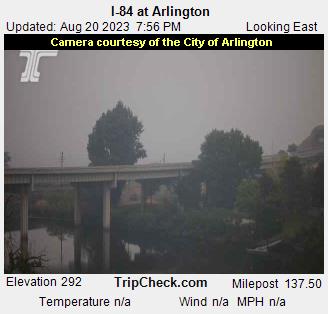 I-84 at Arlington
Updated: Aug 20 2023 7:56 PM Looking East
Camera courtesy of the City of Arlington
Elevation 292 TripCheck.com Milepost 137.50
Temperature n/a Wind n/a MPH n/a